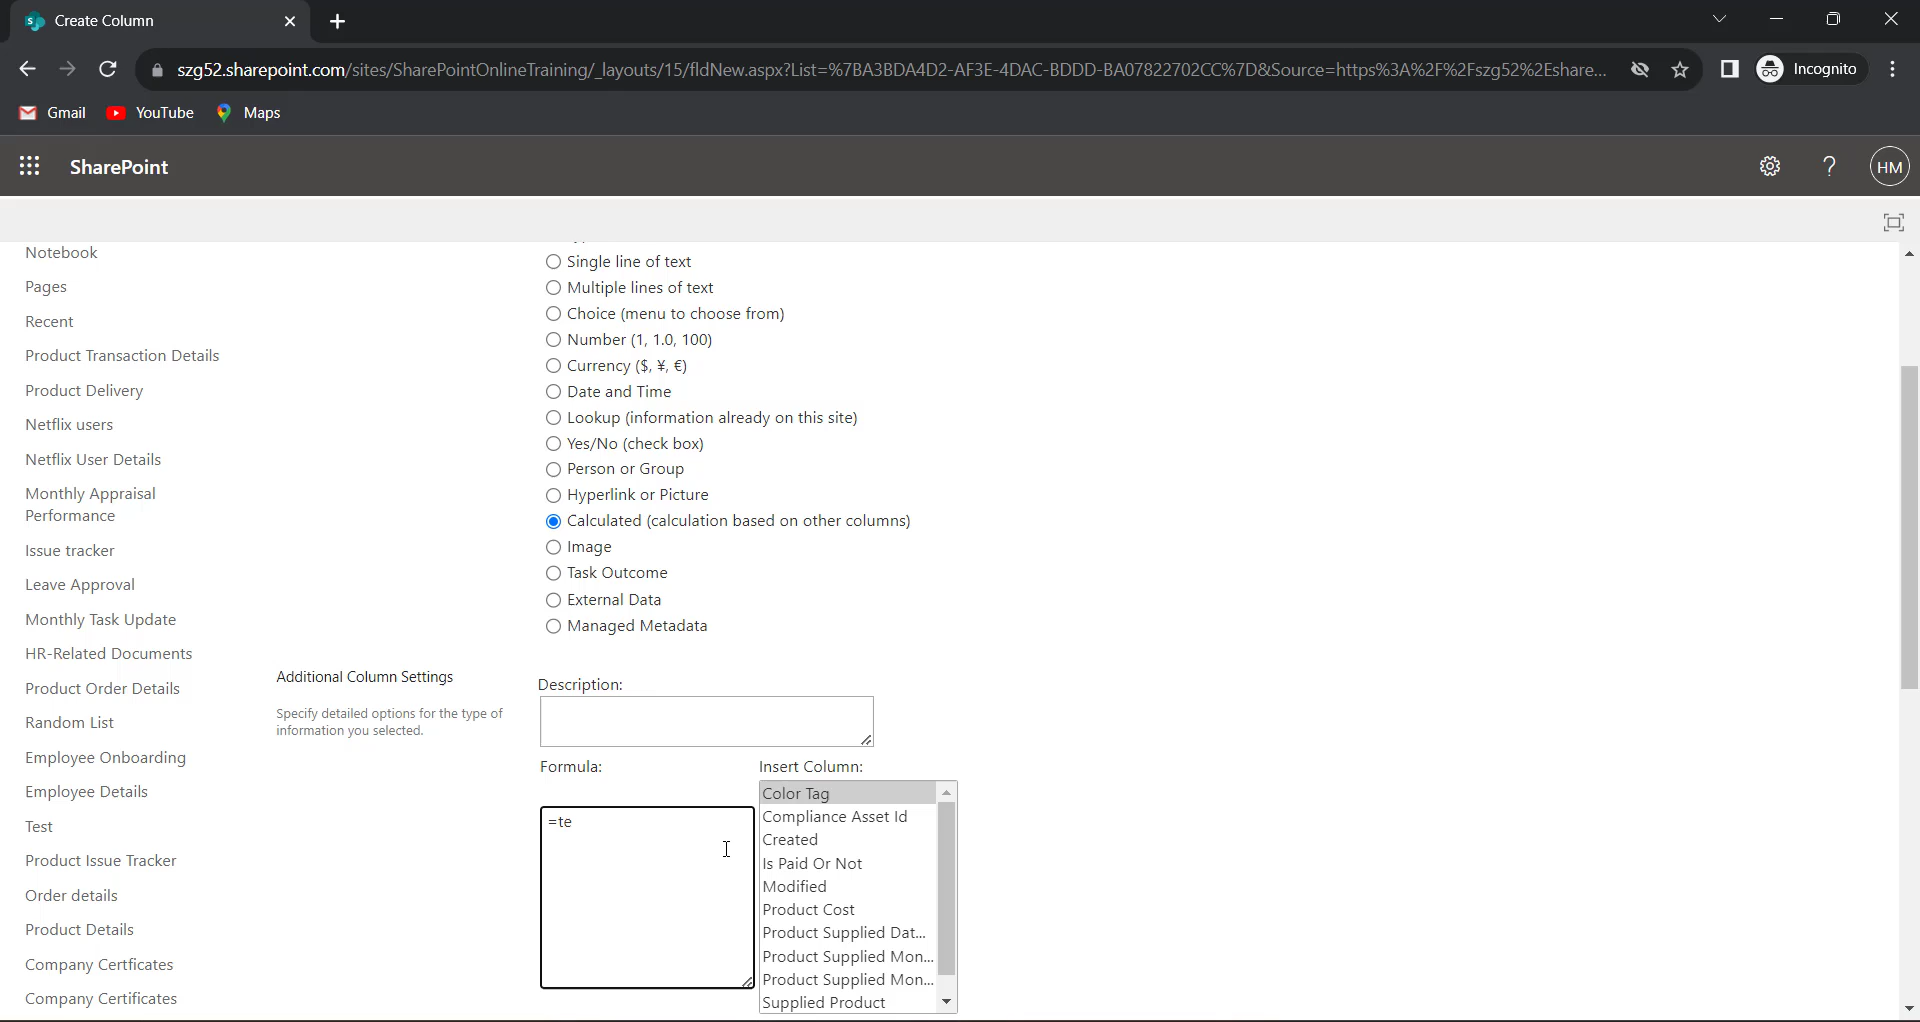 Create Column
szg52.sharepoint.com/sites/SharePointOnlineTraining/_layouts/15/fldNew.aspx?List=%7BA3BDA4D2-AF3E-4DAC-BDDD-BA07822702CC%7D&Source=https%3A%2F%2Fszg52%2Eshare...
Incognito
Gmail
YouTube
Maps
SharePoint
?
HM
Notebook
Pages
Recent
Product Transaction Details
Product Delivery
Netflix users
Netflix User Details
Monthly Appraisal
Performance
Issue tracker
Leave Approval
Monthly Task Update
HR-Related Documents
Product Order Details
Random List
Employee Onboarding
Employee Details
Test
Product Issue Tracker
Order details
Product Details
Company Certficates
Company Certificates
Single line of text
Multiple lines of text
Choice (menu to choose from)
Number (1, 1.0, 100)
Currency ($, ¥, €)
Date and Time
Lookup (information already on this site)
Yes/No (check box)
Person or Group
Hyperlink or Picture
Calculated (calculation based on other columns)
Image
Task Outcome
External Data
Managed Metadata
Additional Column Settings
Specify detailed options for the type of
information you selected.
Description:
Formula:
=te
Insert Column:
Color Tag
Compliance Asset Id
Created
Is Paid Or Not
Modified
Product Cost
Product Supplied Dat...
Product Supplied Mon...
Product Supplied Mon...
Supplied Product